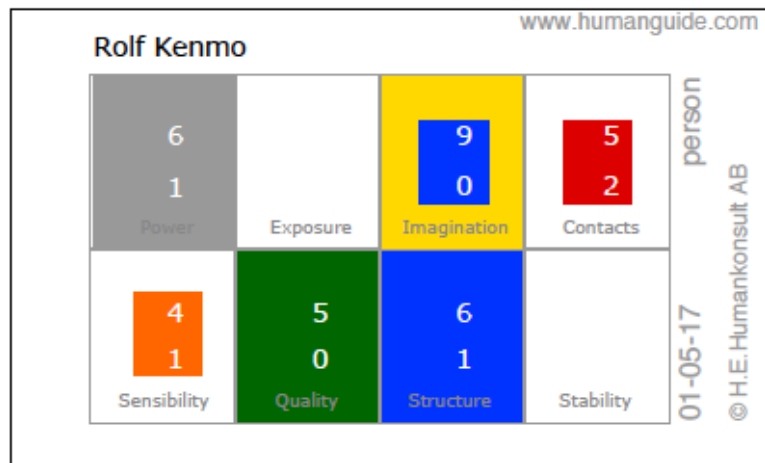 www.humanguide.com
Rolf Kenmo
6
1
Power
Exposure
9
0
Imagination
5
2
Contacts
4
1
Sensibility
5
0
Quality
6
1
Structure
Stability
person
01-05-17
© H.E.Humankonsult AB